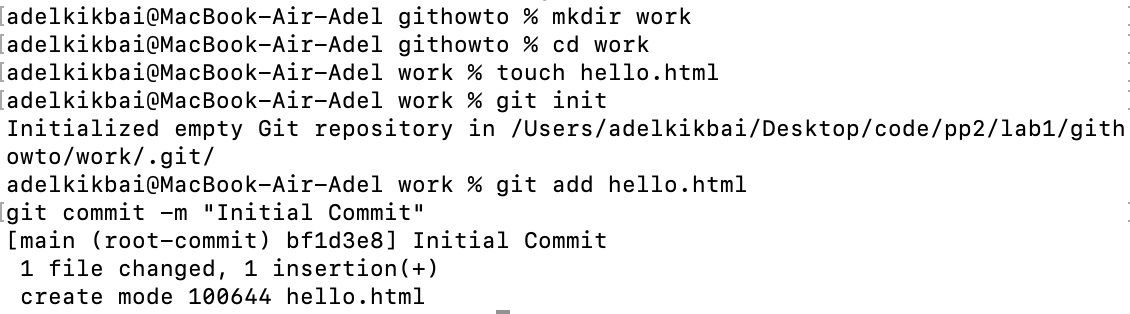 [adelkikbai@MacBook-Air-Adel githowto % mkdir work
[adelkikbai@MacBook-Air-Adel githowto % cd work
[adelkikbai@MacBook-Air-Adel work % touch hello.html
[adelkikbai@MacBook-Air-Adel work % git init
Initialized empty Git repository in /Users/adelkikbai/Desktop/code/pp2/lab1/gith
owto/work/.git/
adelkikbai@MacBook-Air-Adel work % git add hello.html
[git commit -m "Initial Commit"
[main (root-commit) bf1d3e8] Initial Commit
 1 file changed, 1 insertion(+)
 create mode 100644 hello.html